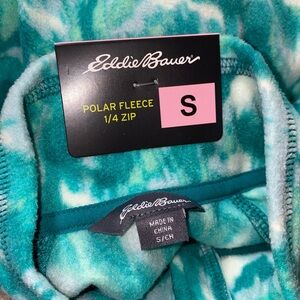 Eddie Bauer
POLAR FLEECE
1/4 ZIP
S
Eddie Bauer
MADE IN
CHINA
S/CH